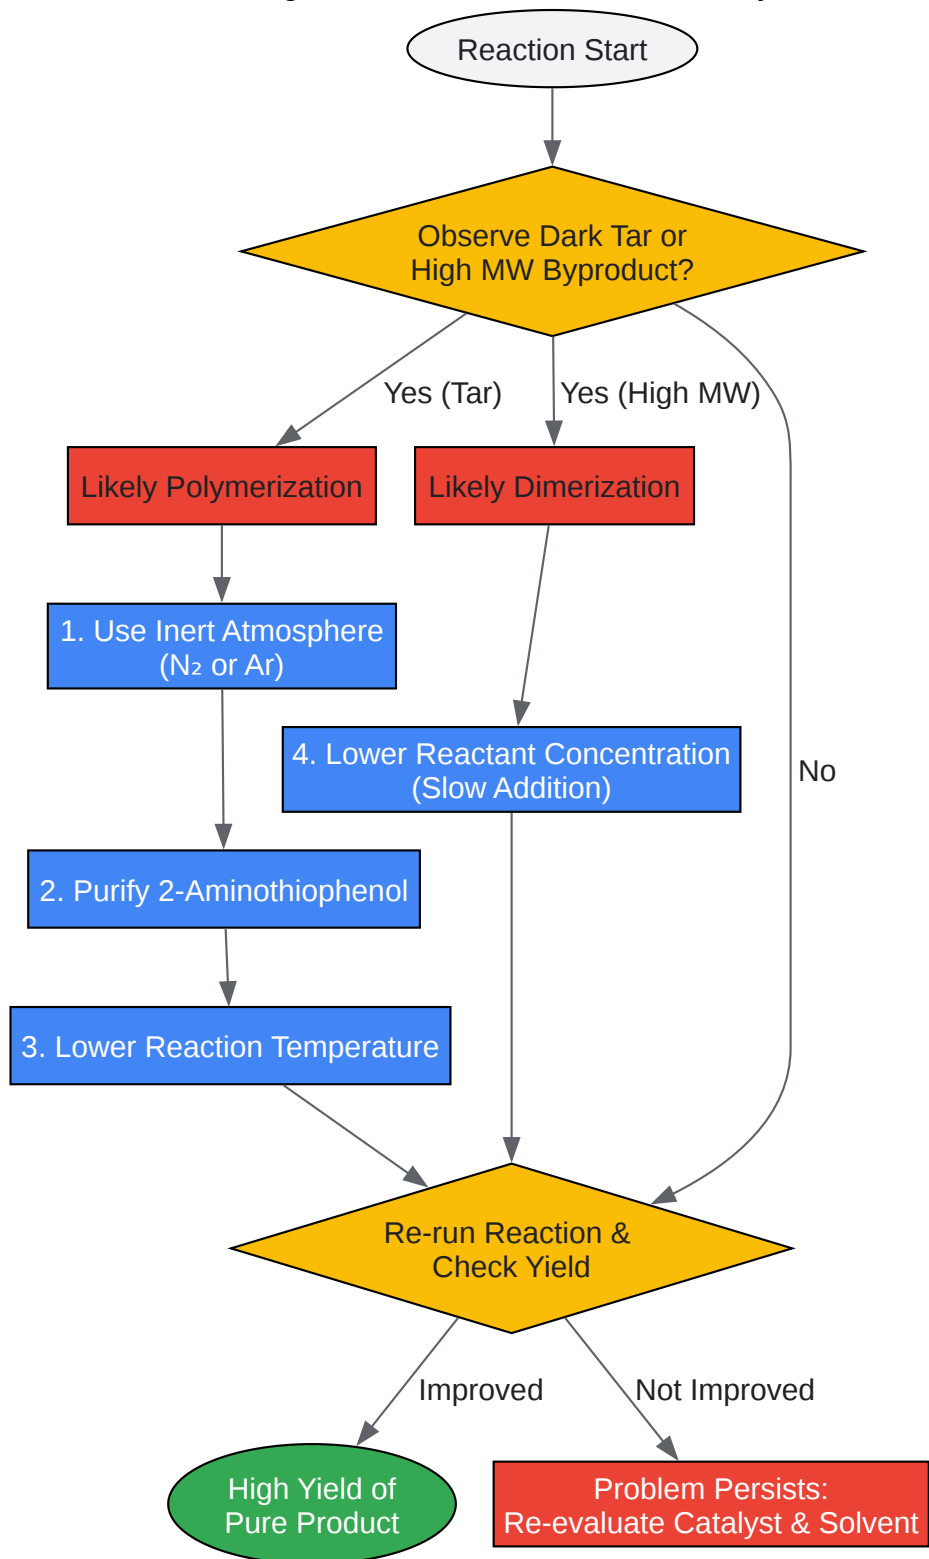 Reaction Start
Observe Dark Tar or
High MW Byproduct?
Yes (Tar)
Yes (High MW)
Likely Polymerization
Likely Dimerization
1. Use Inert Atmosphere
(N₂ or Ar)
4. Lower Reactant Concentration
(Slow Addition)
No
2. Purify 2-Aminothiophenol
3. Lower Reaction Temperature
Re-run Reaction &
Check Yield
Improved
Not Improved
High Yield of
Pure Product
Problem Persists:
Re-evaluate Catalyst & Solvent